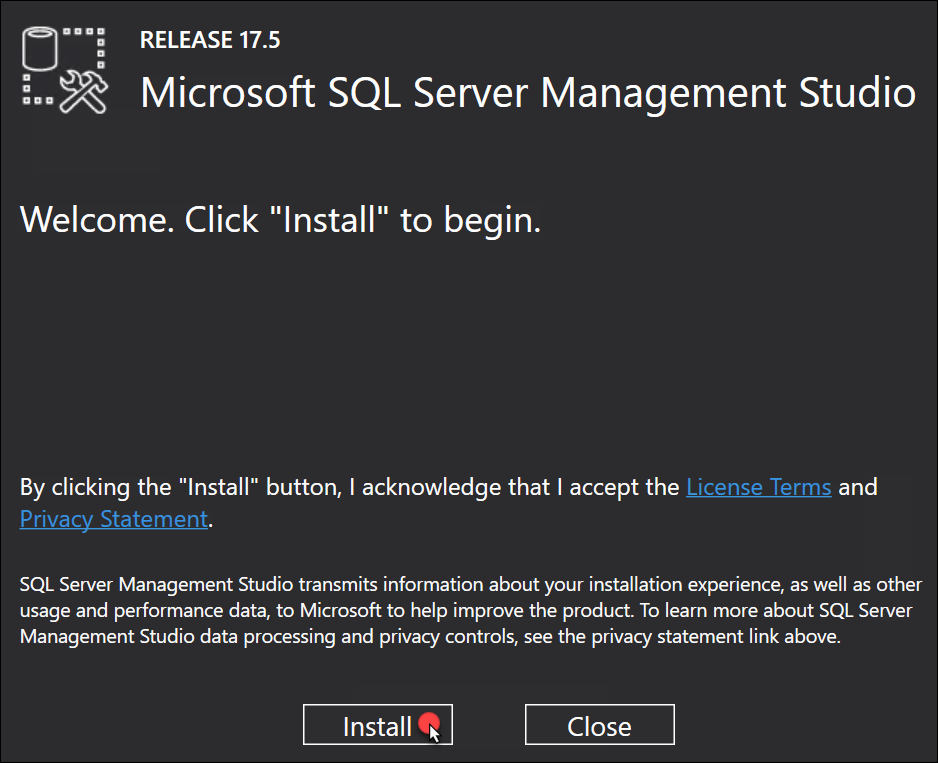 RELEASE 17.5
Microsoft SQL Server Management Studio
Welcome. Click "Install" to begin.
By clicking the "Install" button, I acknowledge that I accept the License Terms and
Privacy Statement.
SQL Server Management Studio transmits information about your installation experience, as well as other
usage and performance data, to Microsoft to help improve the product. To learn more about SQL Server
Management Studio data processing and privacy controls, see the privacy statement link above.
Install
Close